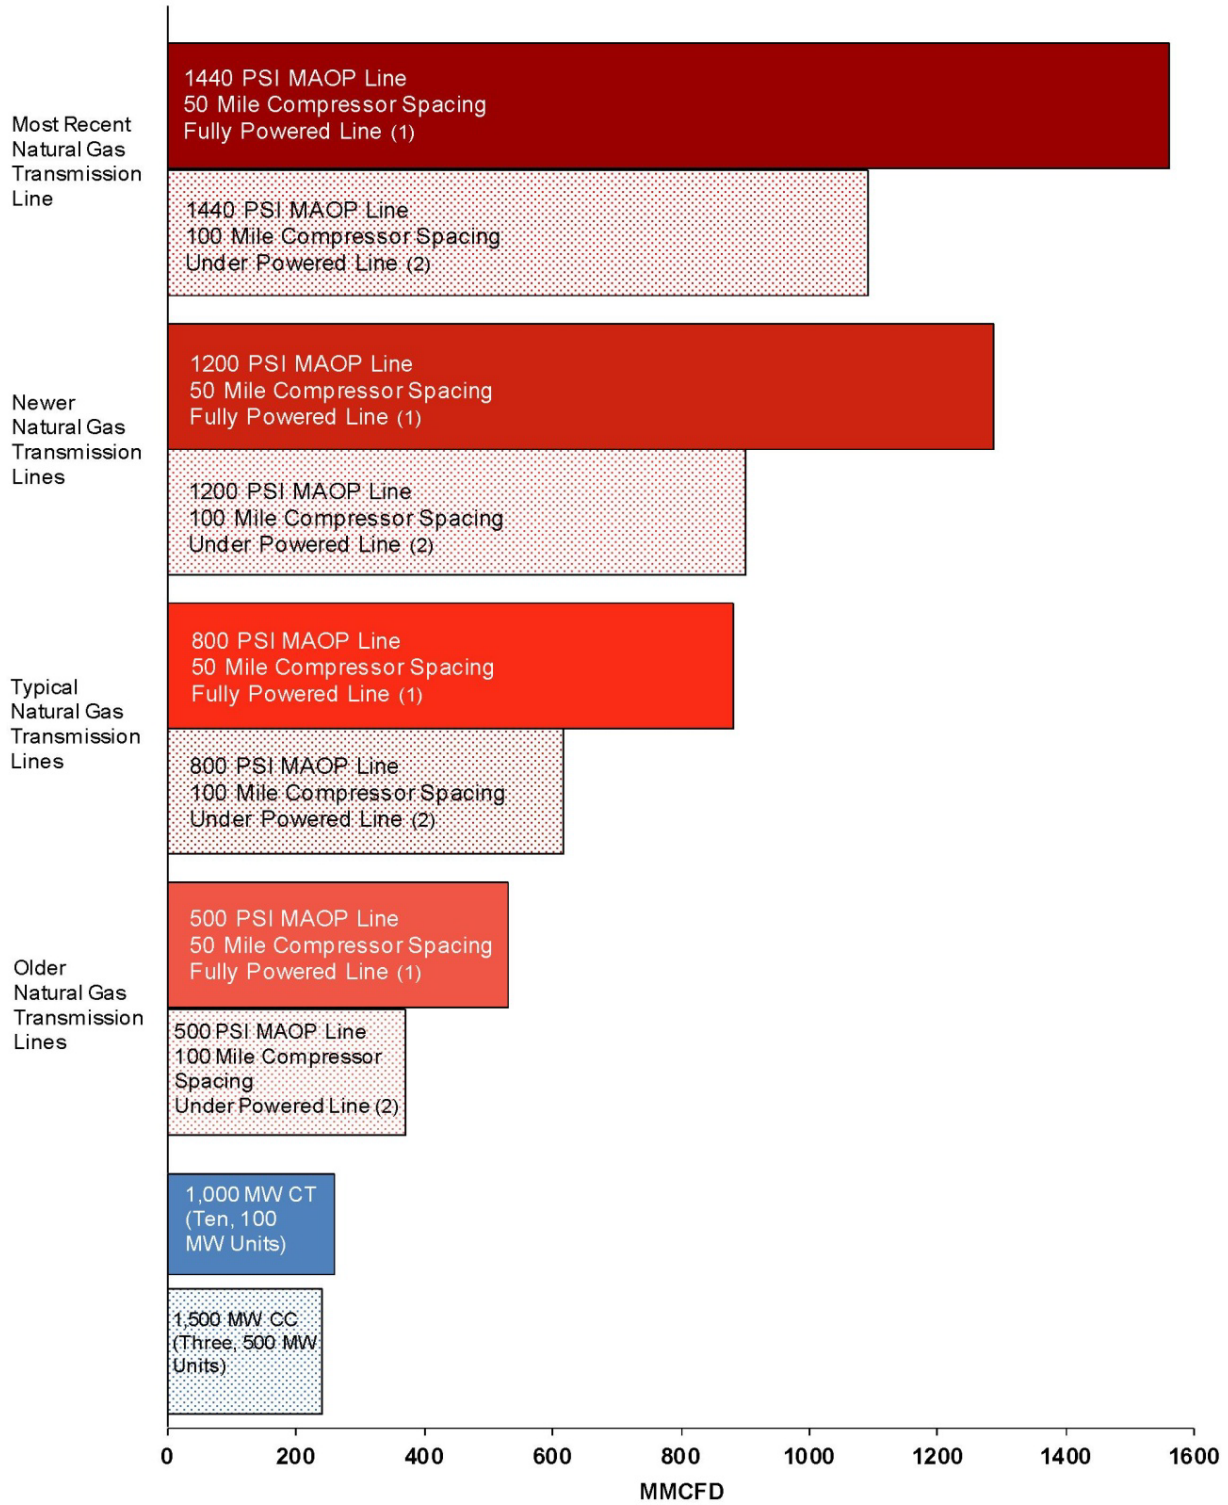 Most Recent
Natural Gas
Transmission
Line
1440 PSI MAOP Line
50 Mile Compressor Spacing
Fully Powered Line (1)
1440 PSI MAOP Line
100 Mile Compressor Spacing
Under Powered Line (2)
Newer
Natural Gas
Transmission
Lines
1200 PSI MAOP Line
50 Mile Compressor Spacing
Fully Powered Line (1)
1200 PSI MAOP Line
100 Mile Compressor Spacing
Under Powered Line (2)
Typical
Natural Gas
Transmission
Lines
800 PSI MAOP Line
50 Mile Compressor Spacing
Fully Powered Line (1)
800 PSI MAOP Line
100 Mile Compressor Spacing
Under Powered Line (2)
Older
Natural Gas
Transmission
Lines
500 PSI MAOP Line
50 Mile Compressor Spacing
Fully Powered Line (1)
500 PSI MAOP Line
100 Mile Compressor
Spacing
Under Powered Line (2)
1,000 MW CT
(Ten, 100
MW Units)
1,500 MW CC
(Three, 500 MW
Units)
0 200 400 600 800 1000 1200 1400 1600
MMCFD